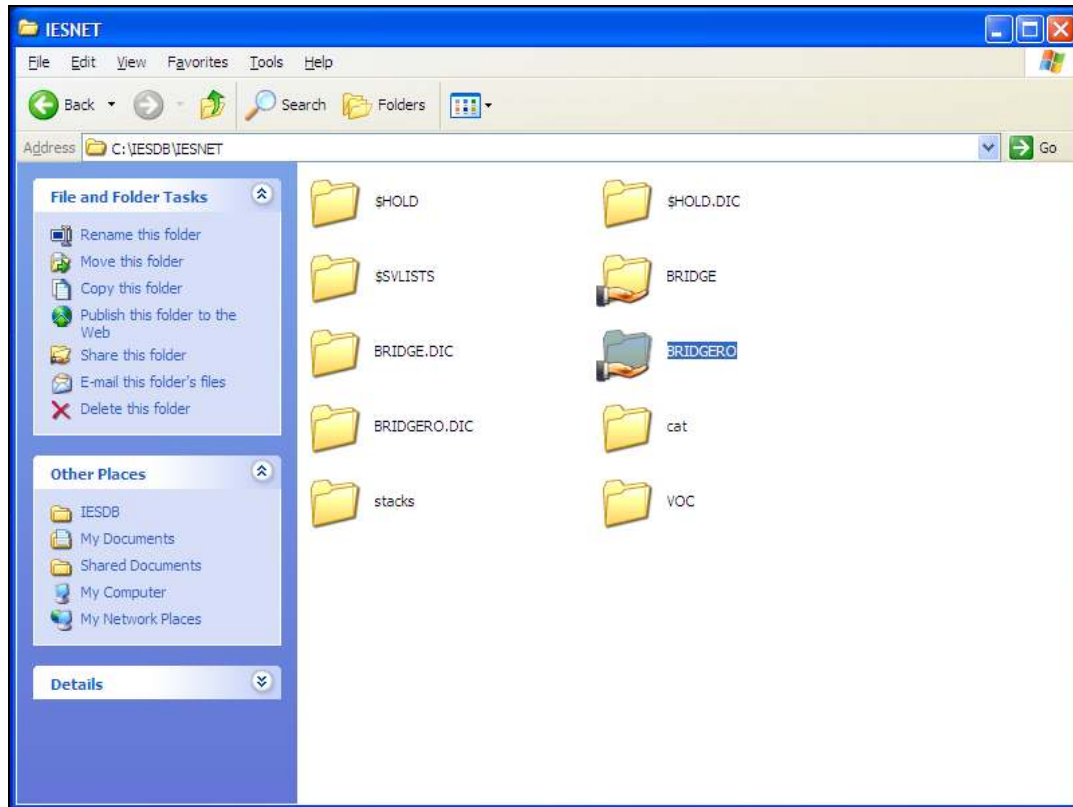 IESNET
File Edit View Favorites Tools Help
Back Search Folders
Address C:\IESDB\IESNET Go
File and Folder Tasks
Rename this folder
Move this folder
Copy this folder
Publish this folder to the
Web
Share this folder
E-mail this folder's files
Delete this folder
Other Places
IESDB
My Documents
Shared Documents
My Computer
My Network Places
Details
$HOLD $HOLD.DIC
$SVLISTS BRIDGE
BRIDGE.DIC BRIDGERO
BRIDGERO.DIC cat
stacks VOC